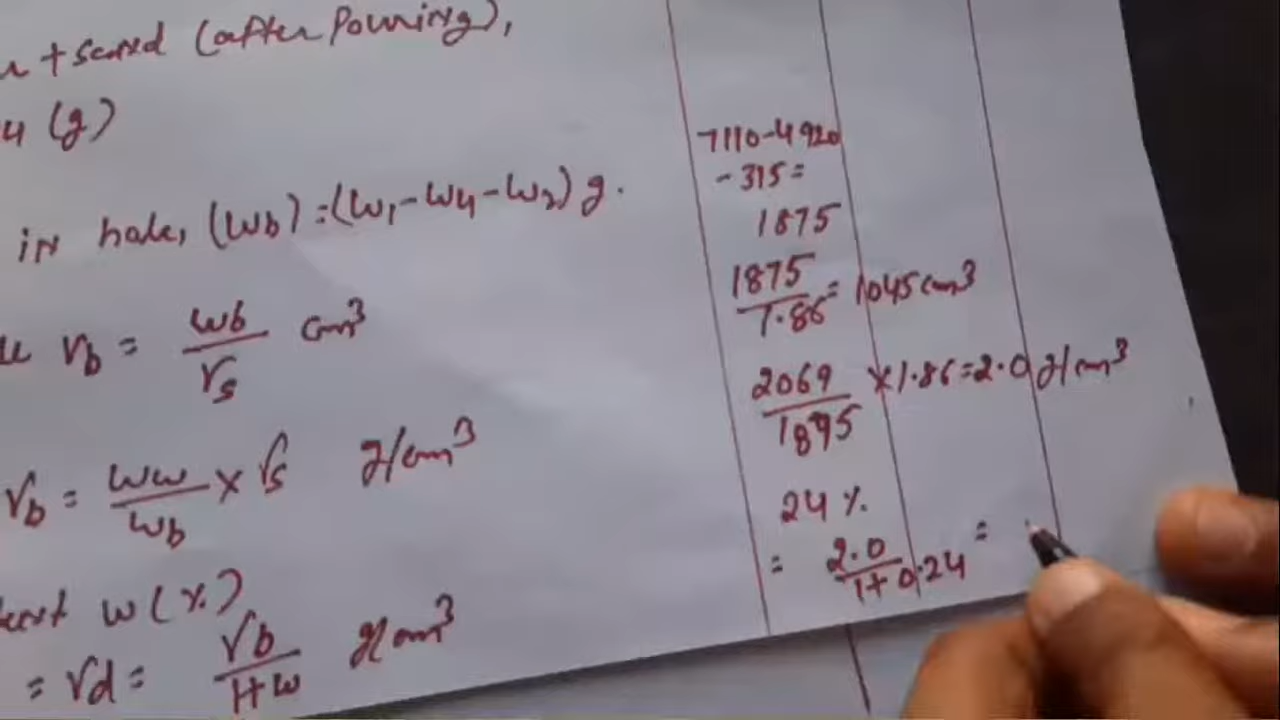 + sand (after Pouring),
4 (g)
7110-4920
-315=
in hole, (Wb) = (W1-W4-W2) g.
1875
Vb = Wb/γs cm³
1875/1.86 = 1045 cm³
γb = Ww/Wb × γs g/cm³
2069/1895 × 1.86 = 2.0 g/cm³
w (%)
24 %
= γd = γb/1+w g/cm³
= 2.0/1+0.24 =